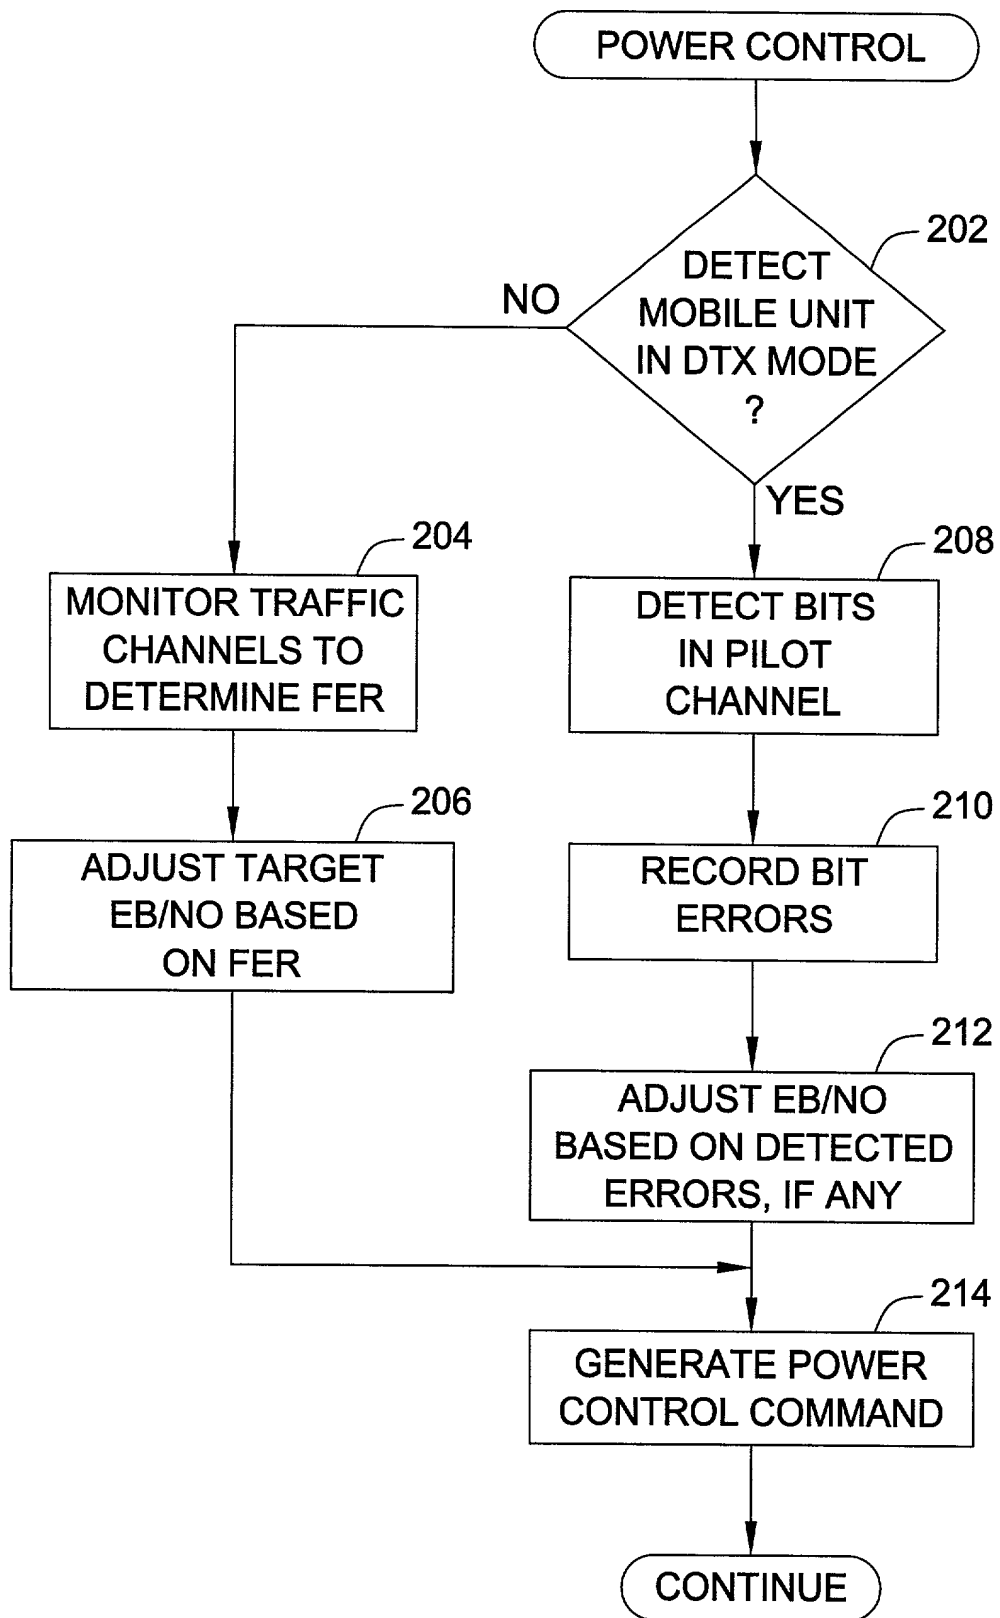 POWER CONTROL
202
DETECT
MOBILE UNIT
IN DTX MODE
?
NO
YES
204
MONITOR TRAFFIC
CHANNELS TO
DETERMINE FER
206
ADJUST TARGET
EB/NO BASED
ON FER
208
DETECT BITS
IN PILOT
CHANNEL
210
RECORD BIT
ERRORS
212
ADJUST EB/NO
BASED ON DETECTED
ERRORS, IF ANY
214
GENERATE POWER
CONTROL COMMAND
CONTINUE